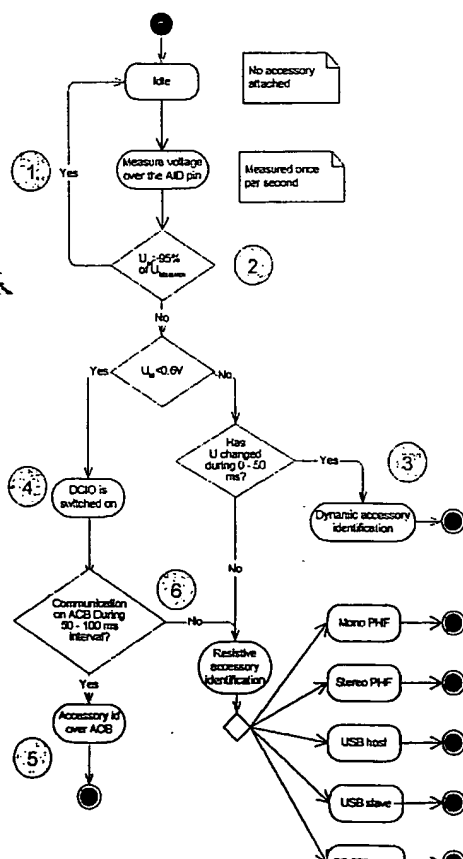 Idle
No accessory
attached
1
Yes
Measure voltage
over the AID pin
Measured once
per second
2
No
Yes
No
Has
U changed
during 0 - 50
ms?
Yes
3
4
DCIO is
switched on
Dynamic accessory
identification
No
6
Communication
on ACB During
50 - 100 ms
interval?
No
Mono PHF
Resistive
accessory
identification
Stereo PHF
Yes
Accessory id
over ACB
USB host
5
USB slave